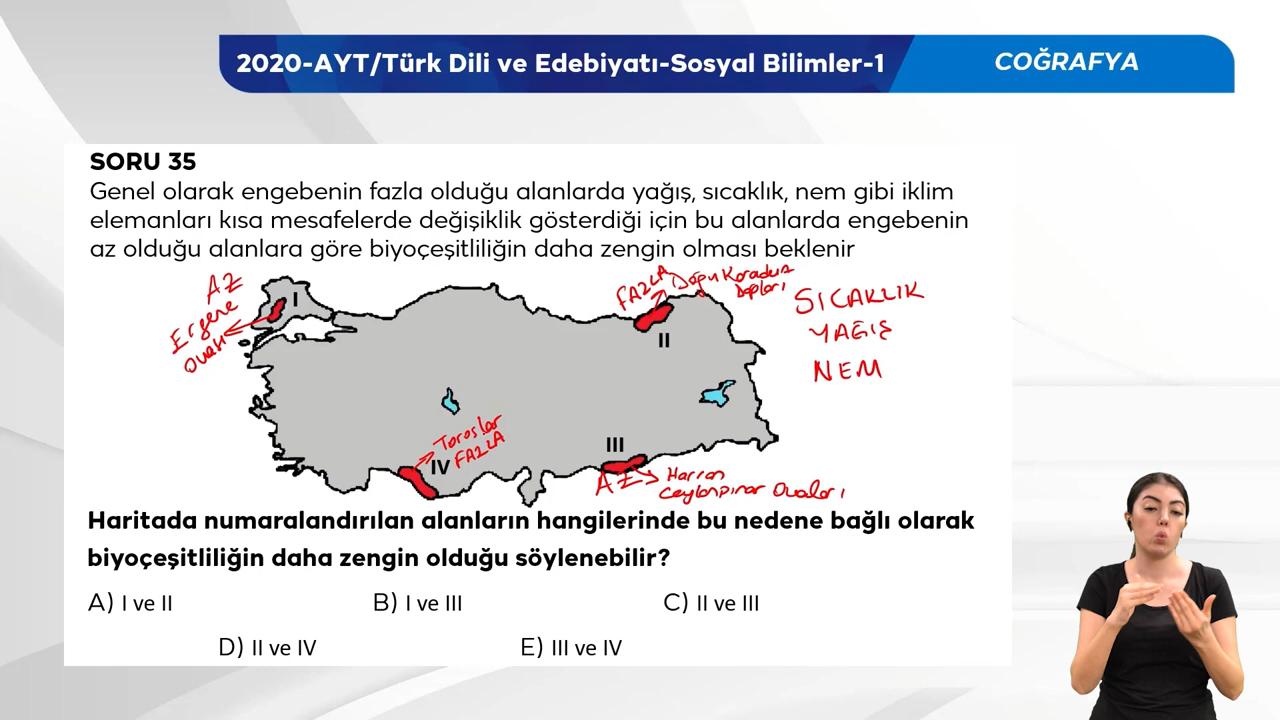 2020-AYT/Türk Dili ve Edebiyatı-Sosyal Bilimler-1
COĞRAFYA
SORU 35
Genel olarak engebenin fazla olduğu alanlarda yağış, sıcaklık, nem gibi iklim
elemanları kısa mesafelerde değişiklik gösterdiği için bu alanlarda engebenin
az olduğu alanlara göre biyoçeşitliliğin daha zengin olması beklenir
AZ
Ergene
Ovası
I
FAZLA
Doğu Karadeniz
Dağları
II
SICAKLIK
YAĞIŞ
NEM
Toroslar
FAZLA
IV
III
AZ
Harran
Ceylanpınar Ovaları
Haritada numaralandırılan alanların hangilerinde bu nedene bağlı olarak
biyoçeşitliliğin daha zengin olduğu söylenebilir?
A) I ve II
B) I ve III
C) II ve III
D) II ve IV
E) III ve IV